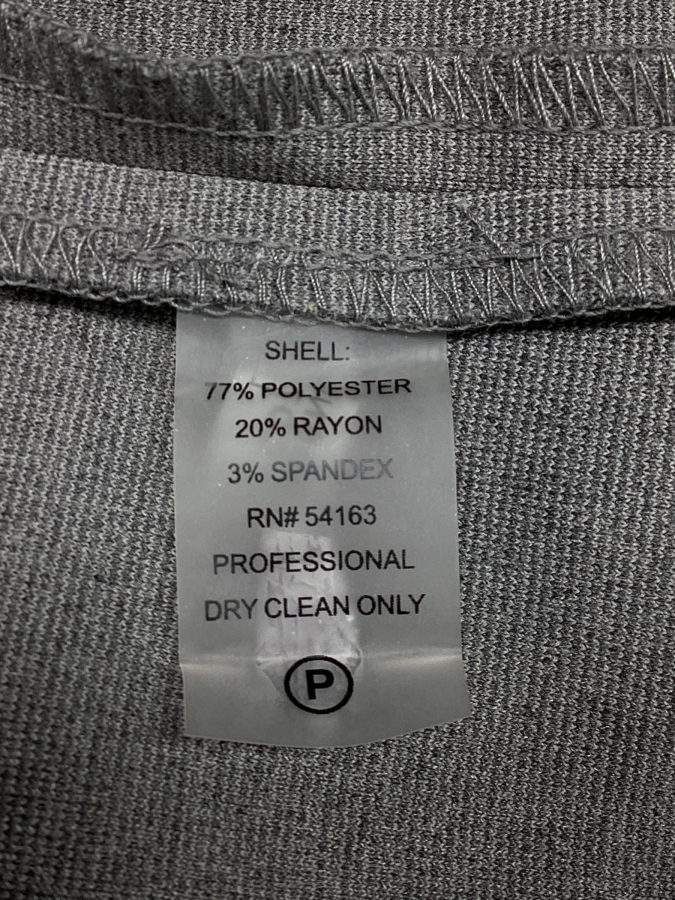 SHELL:
77% POLYESTER
20% RAYON
3% SPANDEX
RN# 54163
PROFESSIONAL
DRY CLEAN ONLY
P